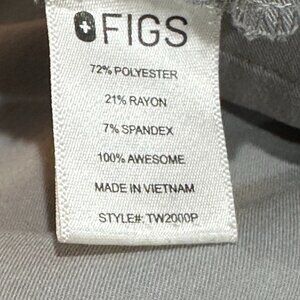 FIGS
72% POLYESTER
21% RAYON
7% SPANDEX
100% AWESOME
MADE IN VIETNAM
STYLE#: TW2000P